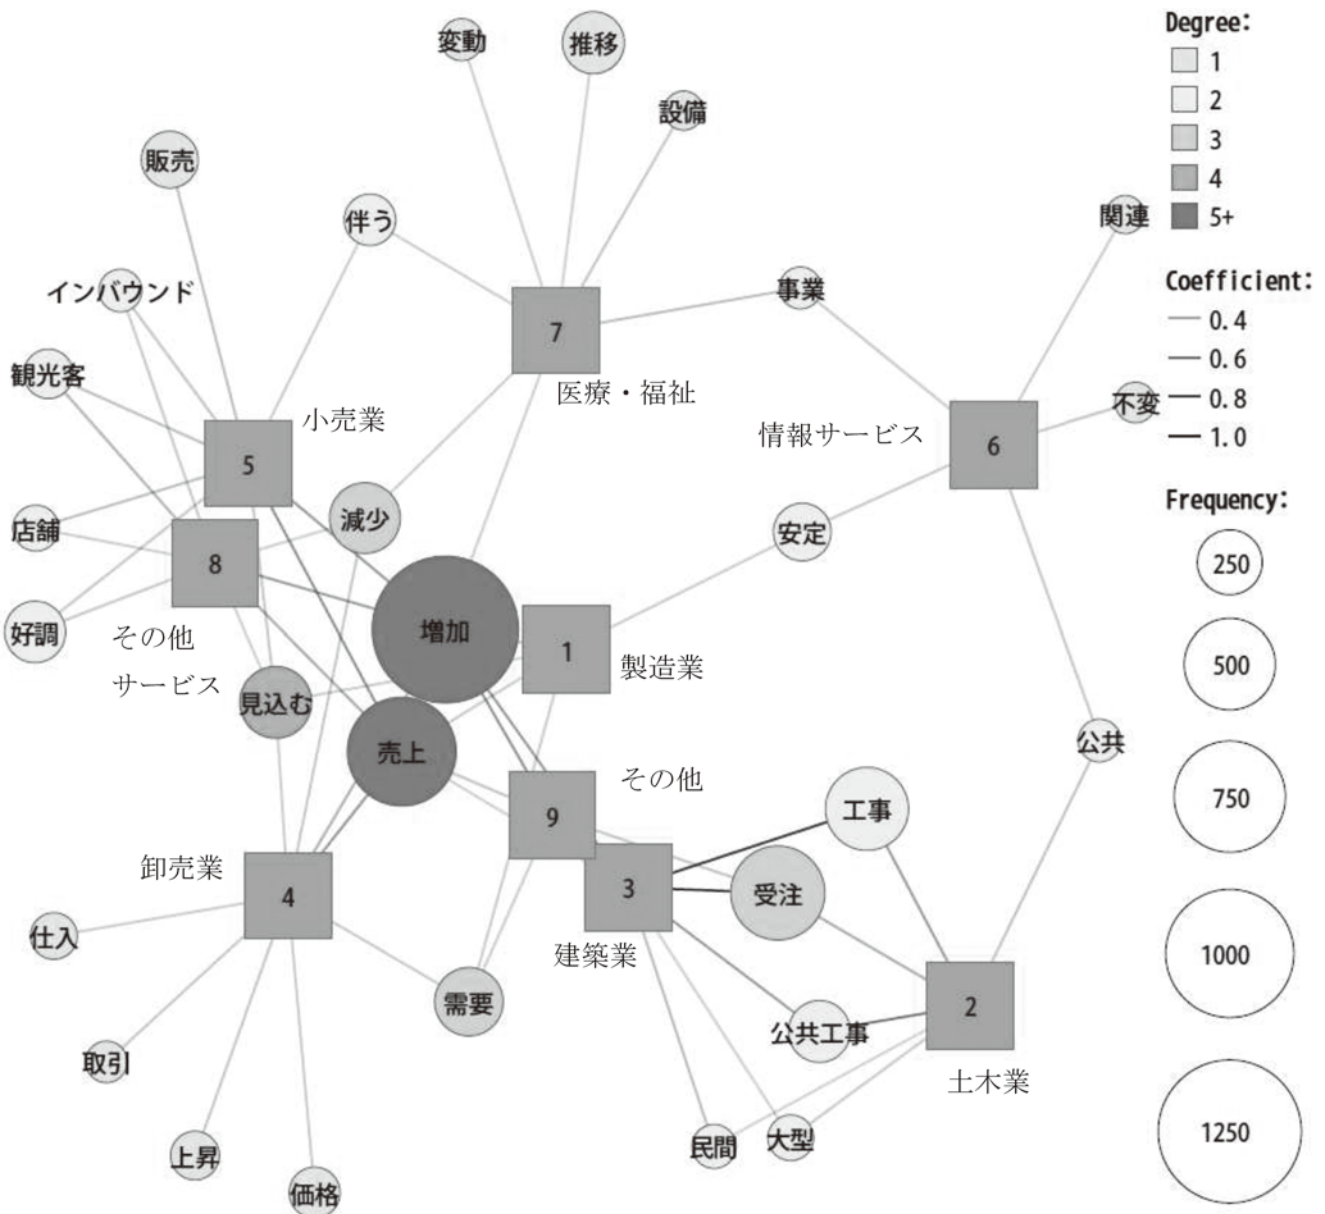 変動
推移
設備
販売
伴う
インバウンド
観光客
7
医療・福祉
事業
関連
不変
情報サービス
6
小売業
5
店舗
8
減少
安定
好調
その他
サービス
増加
1
製造業
見込む
売上
公共
その他
9
工事
卸売業
4
3
受注
建築業
仕入
需要
公共工事
2
土木業
取引
上昇
価格
民間
大型
Degree:
1
2
3
4
5+
Coefficient:
0.4
0.6
0.8
1.0
Frequency:
250
500
750
1000
1250